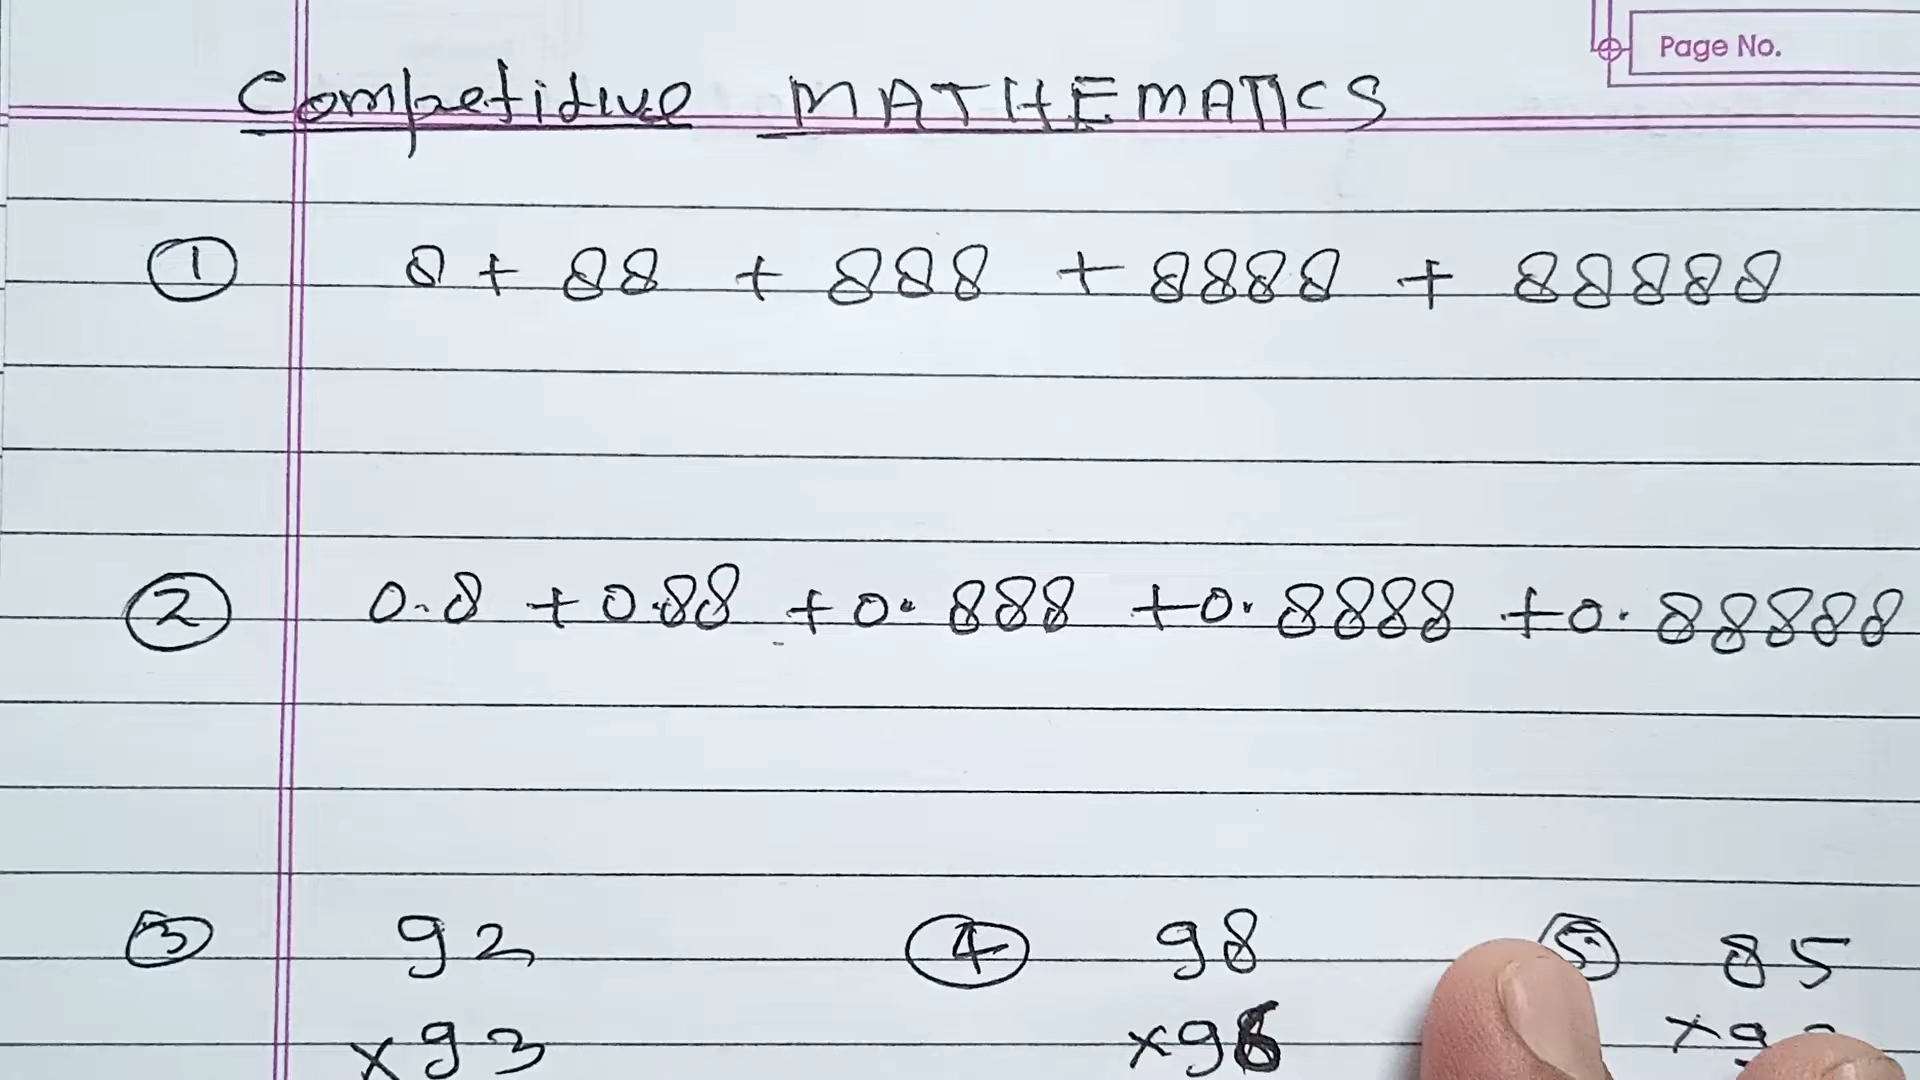 Page No.
Competitive MATHEMATICS
① 8 + 88 + 888 + 8888 + 88888
② 0.8 + 0.88 + 0.888 + 0.8888 + 0.88888
③ 92 ④ 98 ⑤ 85
×93 ×96